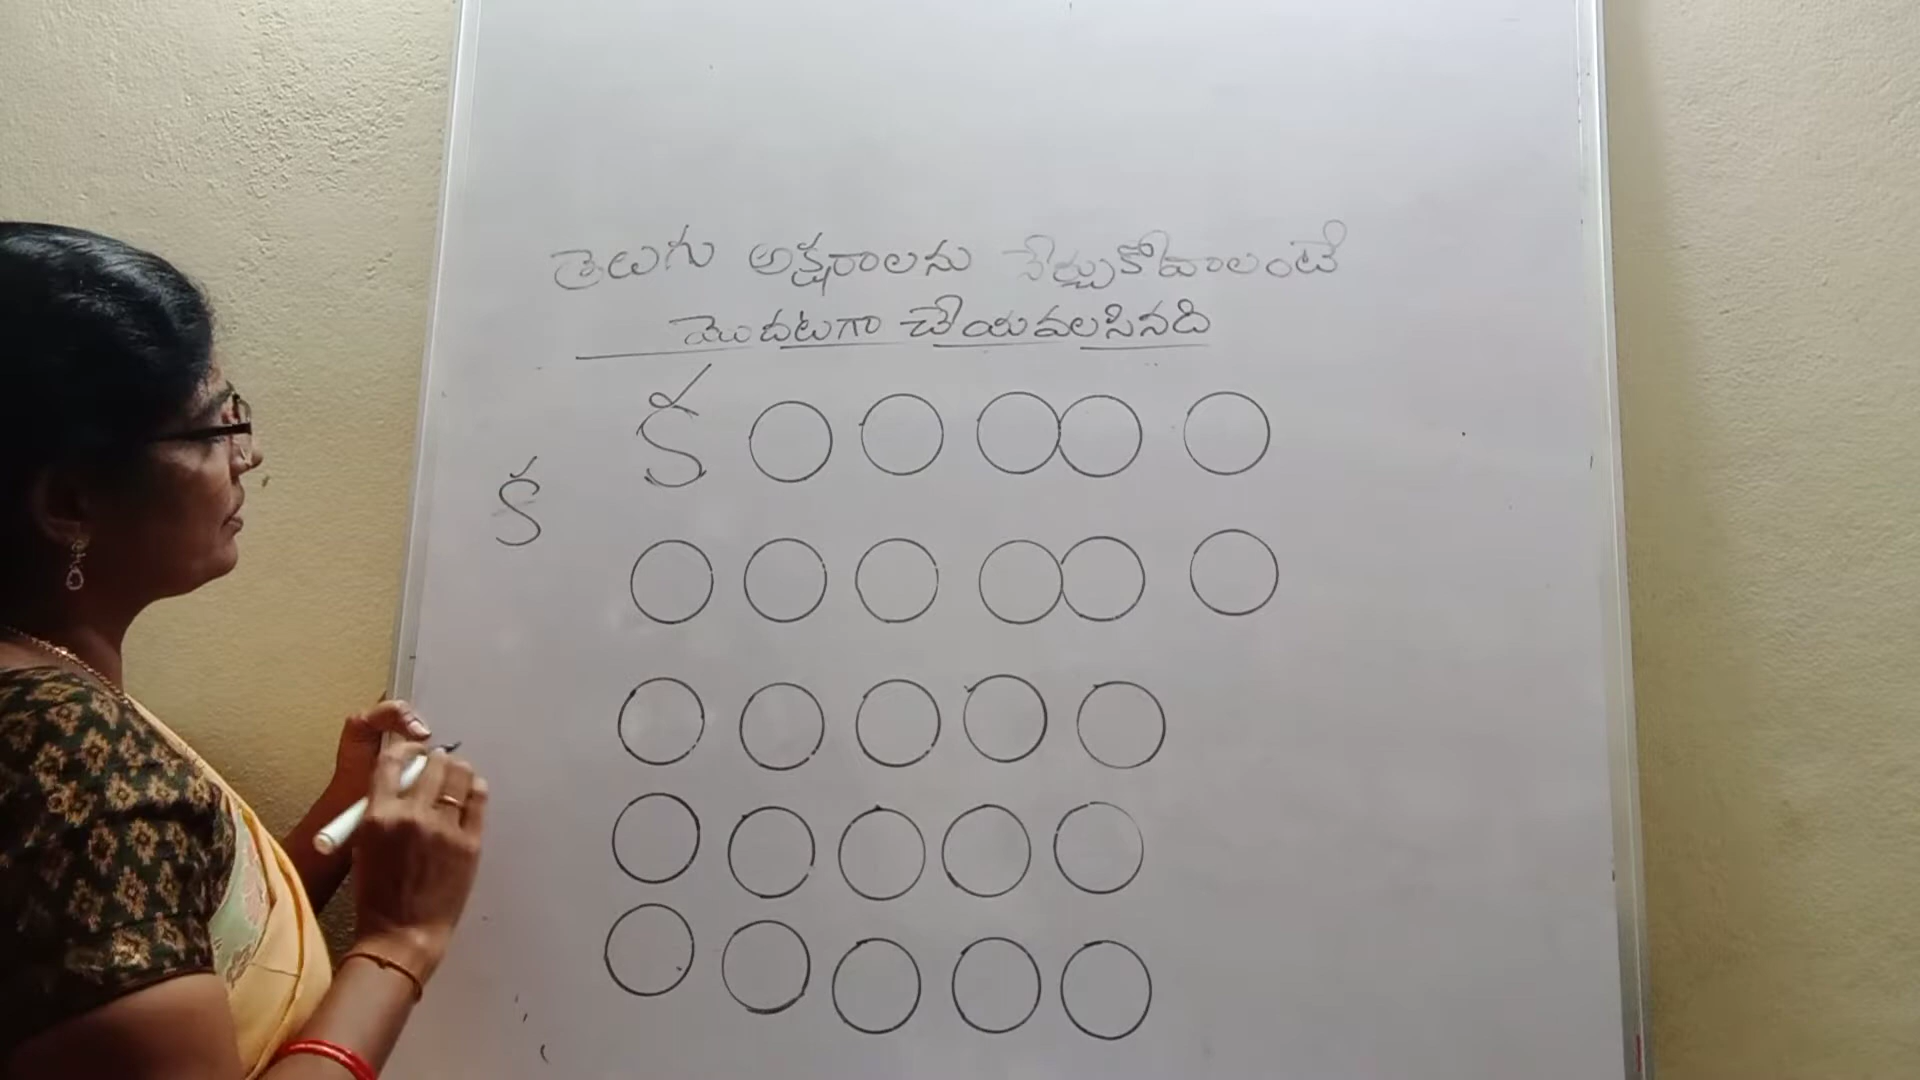 తెలుగు అక్షరాలను నేర్చుకోవాలంటే
మొదటగా చేయవలసినది
క
క